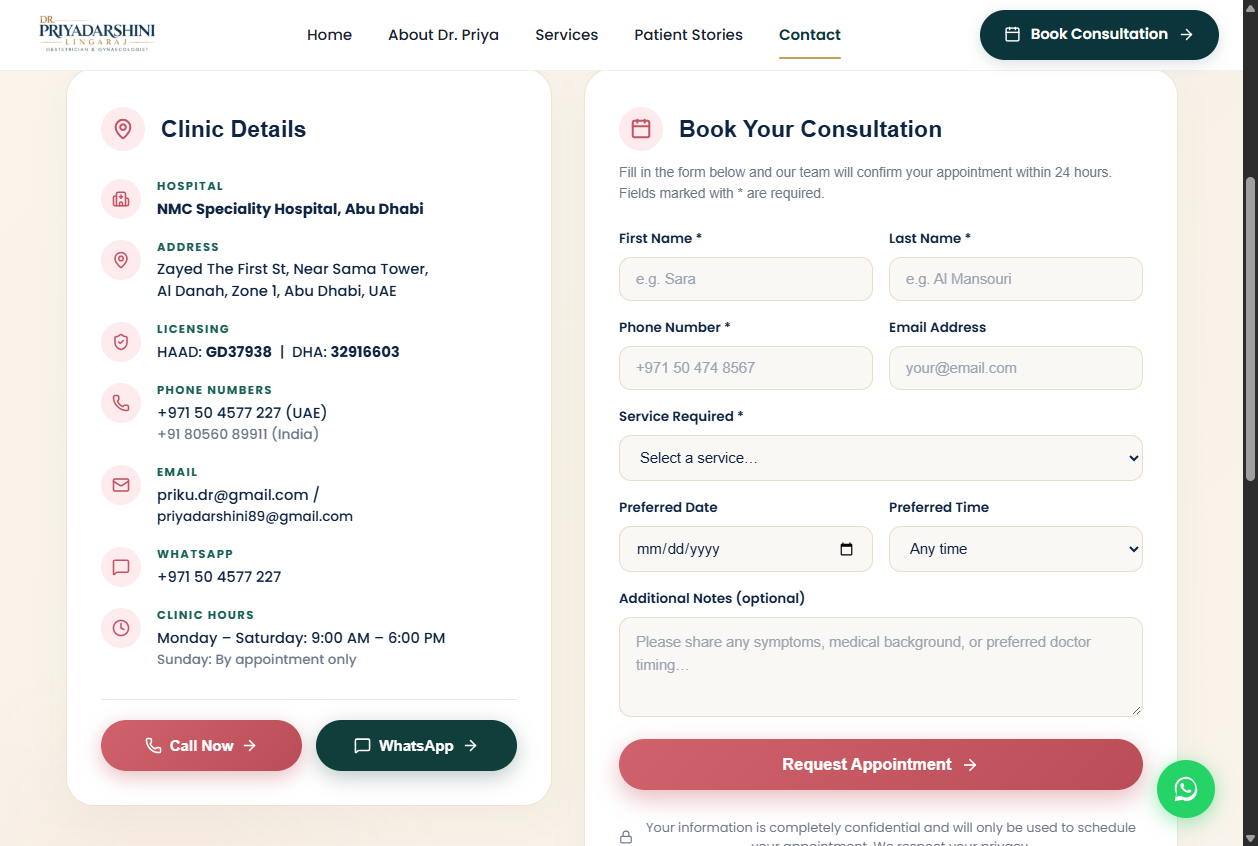 DR.
PRIYADARSHINI
LINGARAJ
OBSTETRICIAN & GYNAECOLOGIST
Home
About Dr. Priya
Services
Patient Stories
Contact
Book Consultation
Clinic Details
HOSPITAL
NMC Speciality Hospital, Abu Dhabi
ADDRESS
Zayed The First St, Near Sama Tower,
Al Danah, Zone 1, Abu Dhabi, UAE
LICENSING
HAAD: GD37938 | DHA: 32916603
PHONE NUMBERS
+971 50 4577 227 (UAE)
+91 80560 89911 (India)
EMAIL
priku.dr@gmail.com /
priyadarshini89@gmail.com
WHATSAPP
+971 50 4577 227
CLINIC HOURS
Monday – Saturday: 9:00 AM – 6:00 PM
Sunday: By appointment only
Call Now
WhatsApp
Book Your Consultation
Fill in the form below and our team will confirm your appointment within 24 hours.
Fields marked with * are required.
First Name *
Last Name *
e.g. Sara
e.g. Al Mansouri
Phone Number *
Email Address
+971 50 474 8567
your@email.com
Service Required *
Select a service…
Preferred Date
Preferred Time
mm/dd/yyyy
Any time
Additional Notes (optional)
Please share any symptoms, medical background, or preferred doctor
timing…
Request Appointment
Your information is completely confidential and will only be used to schedule
your appointment. We respect your privacy.